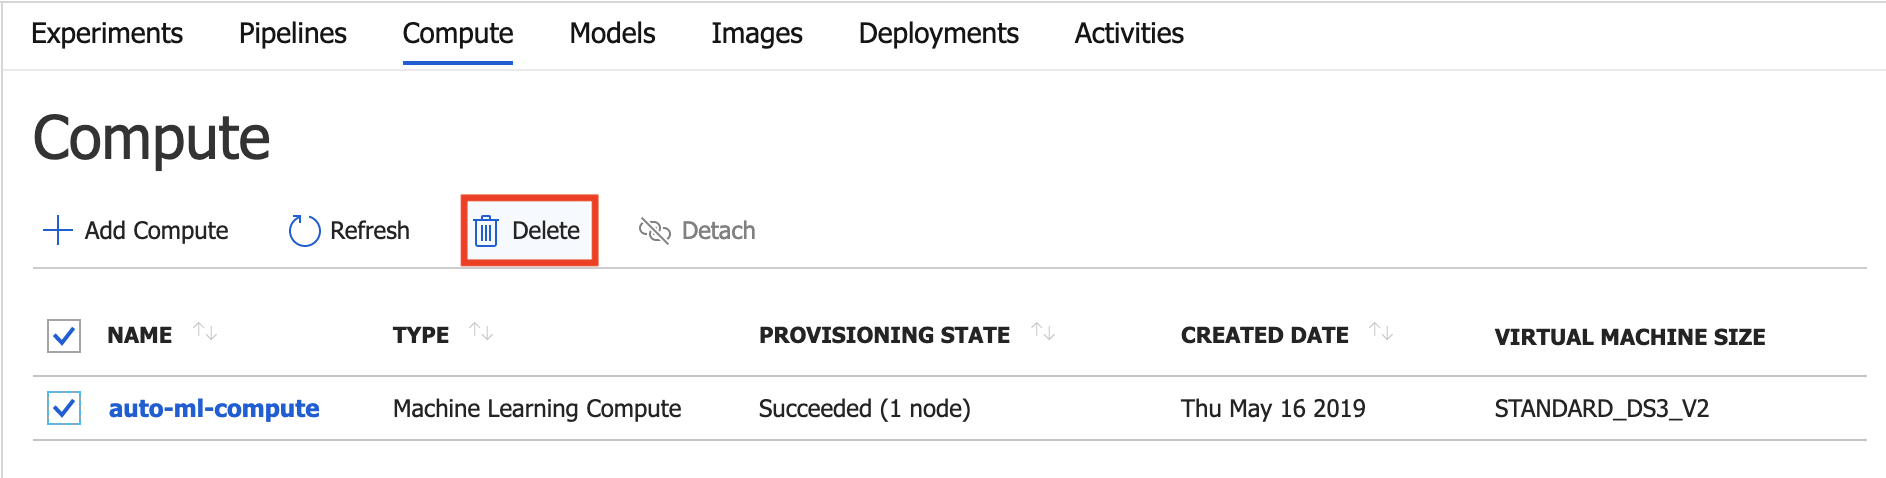 Experiments Pipelines Compute Models Images Deployments Activities
Compute
Add Compute Refresh Delete Detach
NAME TYPE PROVISIONING STATE CREATED DATE VIRTUAL MACHINE SIZE
auto-ml-compute Machine Learning Compute Succeeded (1 node) Thu May 16 2019 STANDARD_DS3_V2